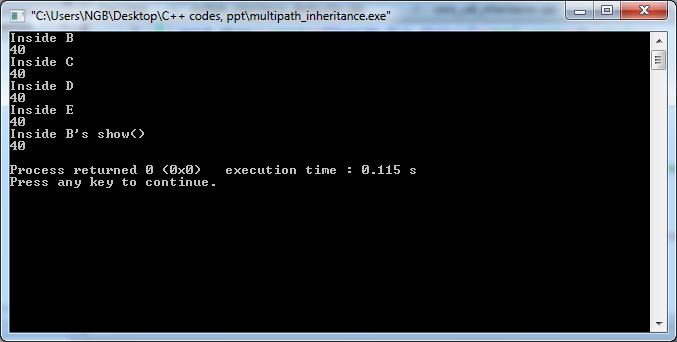 "C:\Users\NGB\Desktop\C++ codes, ppt\multipath_inheritance.exe"
Inside B
40
Inside C
40
Inside D
40
Inside E
40
Inside B's show()
40
Process returned 0 (0x0)   execution time : 0.115 s
Press any key to continue.